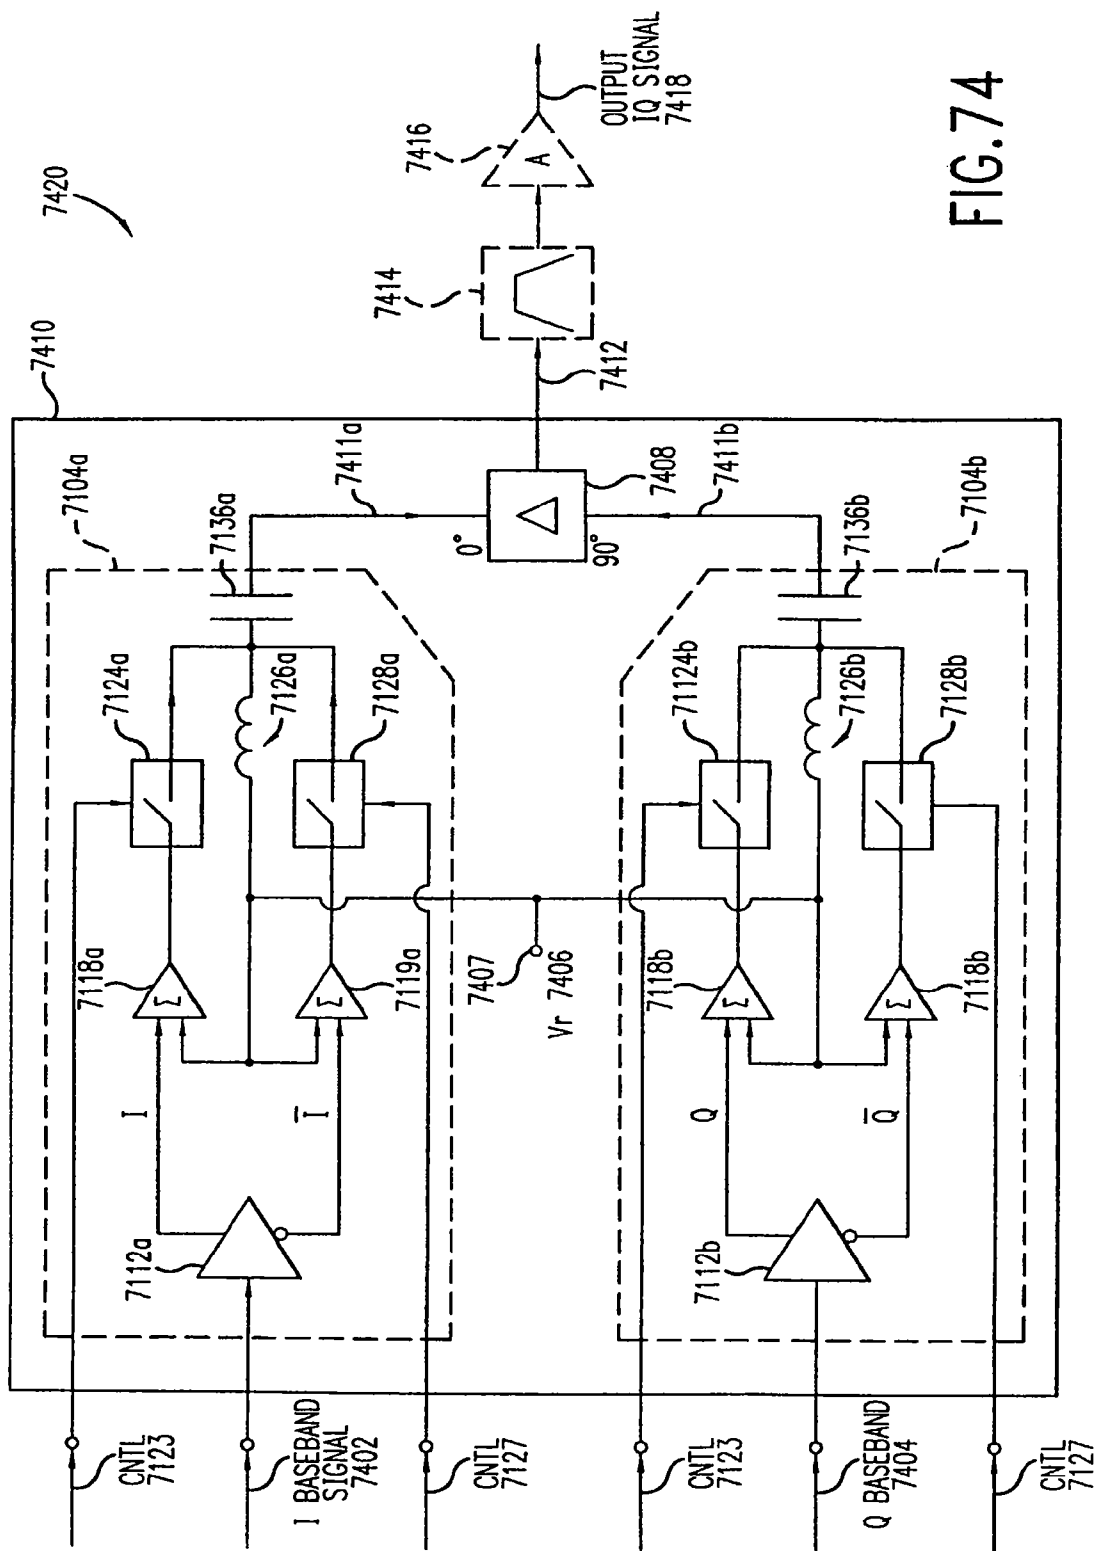 7420
7410
7416
A
OUTPUT
IQ SIGNAL
7418
7414
7412
7104a
7136a
7411a
0°
7408
90°
7411b
7136b
7104b
7124a
7126a
7128a
71124b
7126b
7128b
7118a
Σ
7119a
Σ
7407
Vr 7406
7118b
Σ
7118b
Σ
I
I̅
Q
Q̅
7112a
7112b
CNTL
7123
I BASEBAND
SIGNAL
7402
CNTL
7127
CNTL
7123
Q BASEBAND
7404
CNTL
7127
FIG.74